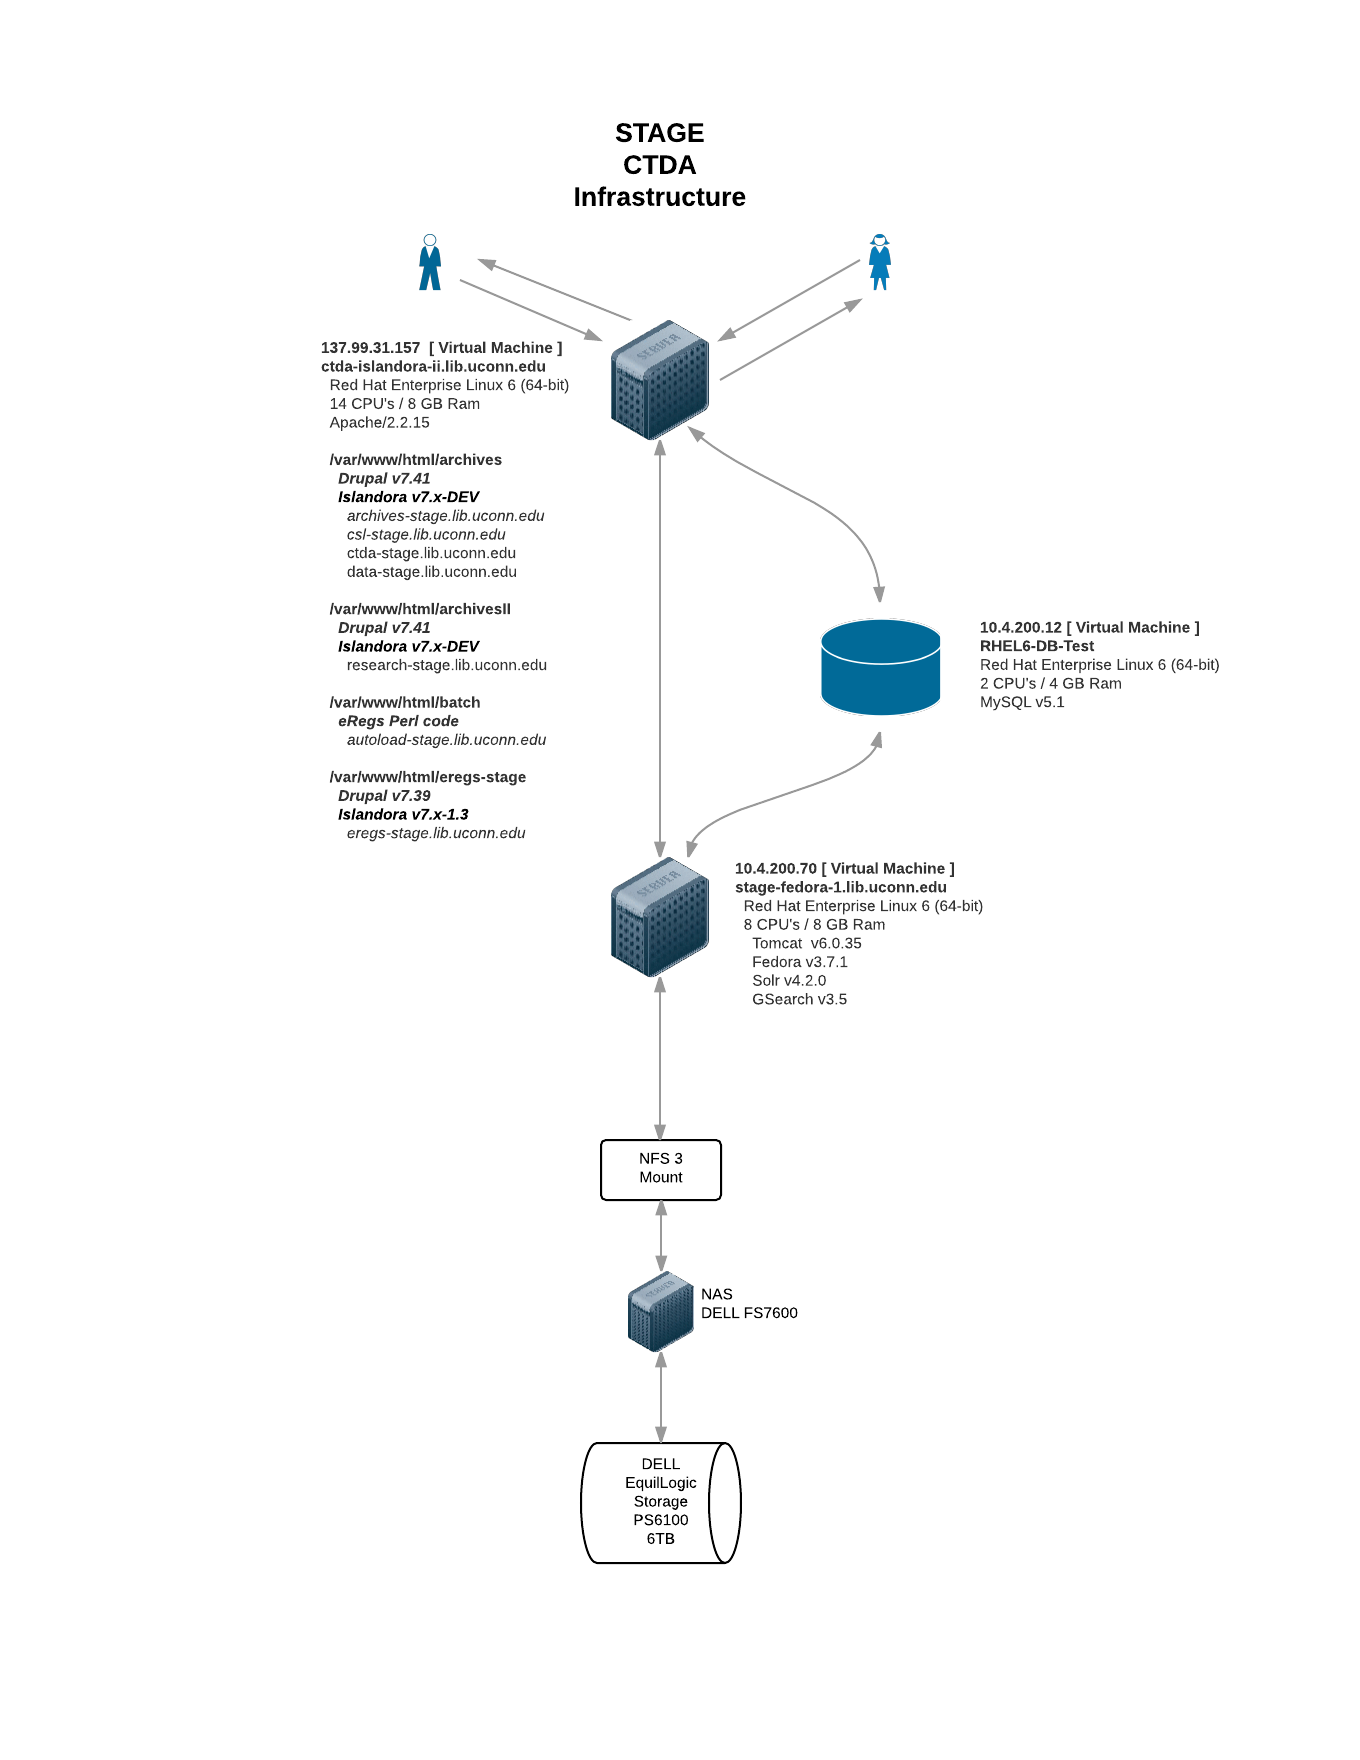 STAGE
CTDA
Infrastructure
SERVER
137.99.31.157  [ Virtual Machine ]
ctda-islandora-ii.lib.uconn.edu
Red Hat Enterprise Linux 6 (64-bit)
14 CPU's / 8 GB Ram
Apache/2.2.15
/var/www/html/archives
Drupal v7.41
Islandora v7.x-DEV
archives-stage.lib.uconn.edu
csl-stage.lib.uconn.edu
ctda-stage.lib.uconn.edu
data-stage.lib.uconn.edu
/var/www/html/archivesII
Drupal v7.41
Islandora v7.x-DEV
research-stage.lib.uconn.edu
/var/www/html/batch
eRegs Perl code
autoload-stage.lib.uconn.edu
/var/www/html/eregs-stage
Drupal v7.39
Islandora v7.x-1.3
eregs-stage.lib.uconn.edu
10.4.200.12 [ Virtual Machine ]
RHEL6-DB-Test
Red Hat Enterprise Linux 6 (64-bit)
2 CPU's / 4 GB Ram
MySQL v5.1
SERVER
10.4.200.70 [ Virtual Machine ]
stage-fedora-1.lib.uconn.edu
Red Hat Enterprise Linux 6 (64-bit)
8 CPU's / 8 GB Ram
Tomcat  v6.0.35
Fedora v3.7.1
Solr v4.2.0
GSearch v3.5
NFS 3
Mount
SERVER
NAS
DELL FS7600
DELL
EquilLogic
Storage
PS6100
6TB